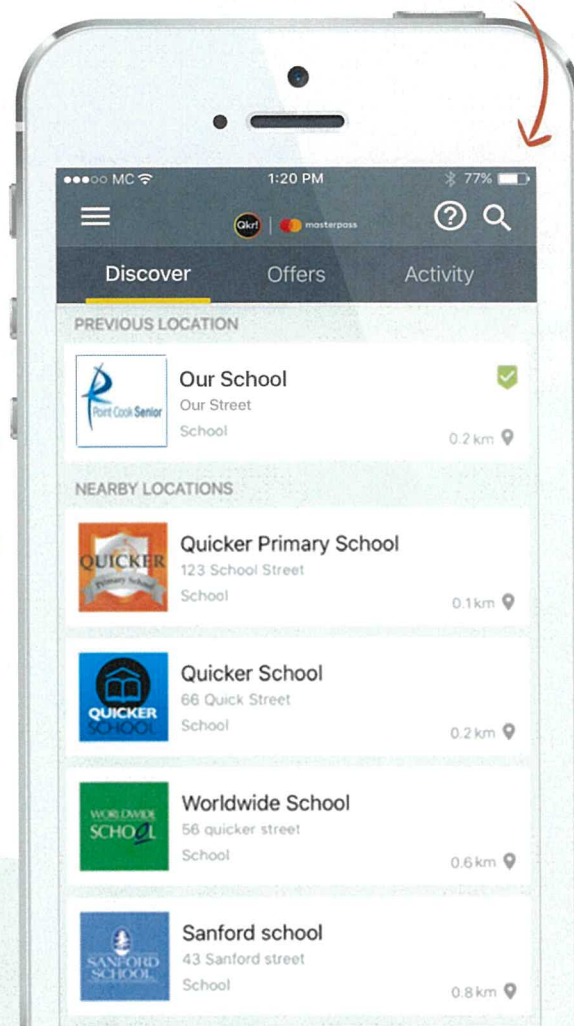 MC
1:20 PM
77%
Qkr!
masterpass
?
Discover
Offers
Activity
PREVIOUS LOCATION
Point Cook Senior
Our School
Our Street
School
0.2 km
NEARBY LOCATIONS
QUICKER
Primary School
Quicker Primary School
123 School Street
School
0.1 km
QUICKER
SCHOOL
Quicker School
66 Quick Street
School
0.2 km
WORLDWIDE
SCHOOL
Worldwide School
56 quicker street
School
0.6 km
SANFORD
SCHOOL
Sanford school
43 Sanford street
School
0.8 km